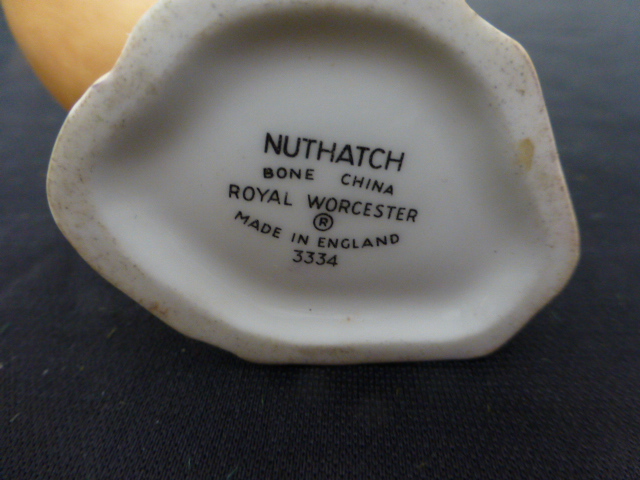 NUTHATCH
BONE CHINA
ROYAL WORCESTER
®
MADE IN ENGLAND
3334